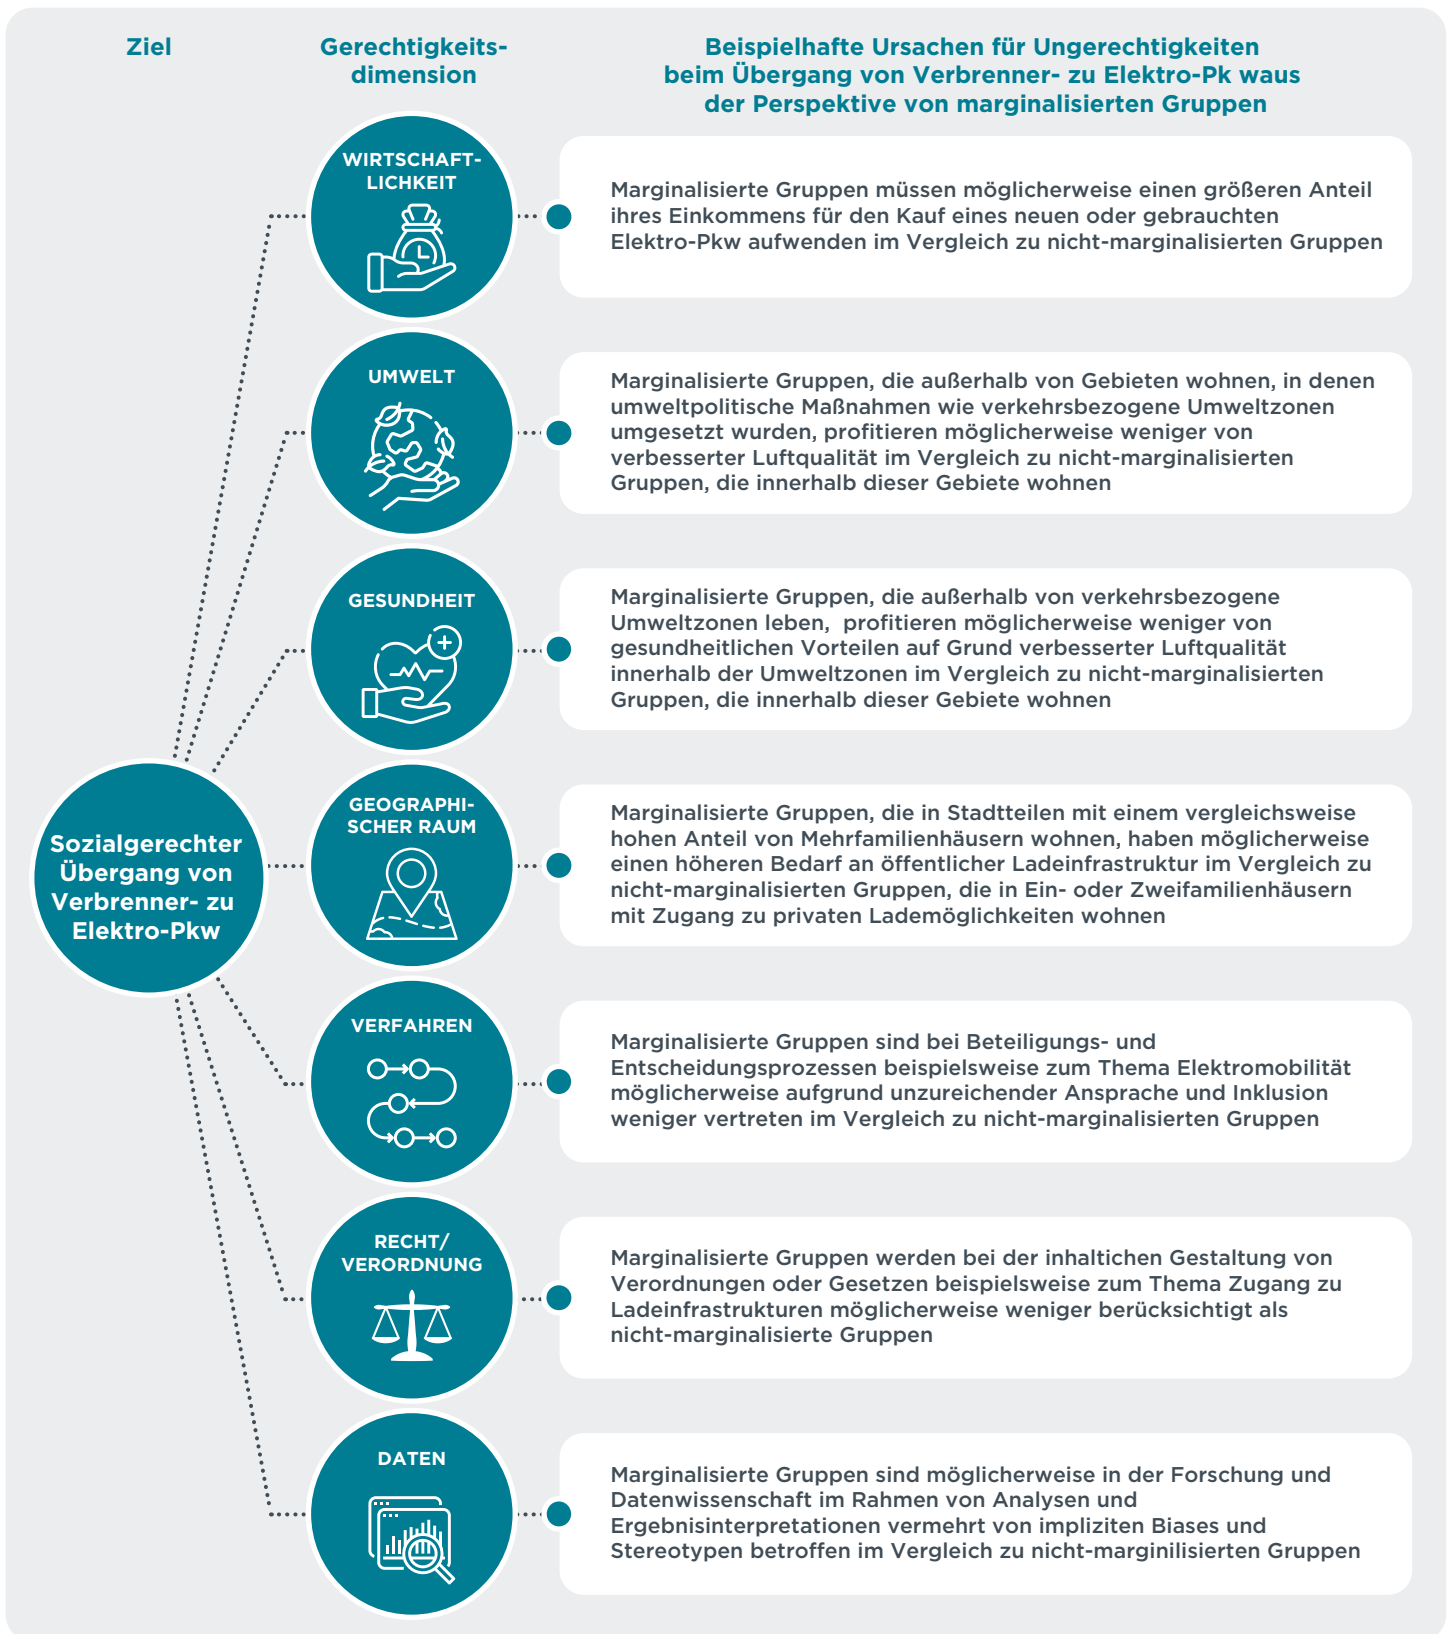 Ziel
Gerechtigkeits-
dimension
Beispielhafte Ursachen für Ungerechtigkeiten
beim Übergang von Verbrenner- zu Elektro-Pk waus
der Perspektive von marginalisierten Gruppen
Sozialgerechter
Übergang von
Verbrenner- zu
Elektro-Pkw
WIRTSCHAFT-
LICHKEIT
Marginalisierte Gruppen müssen möglicherweise einen größeren Anteil
ihres Einkommens für den Kauf eines neuen oder gebrauchten
Elektro-Pkw aufwenden im Vergleich zu nicht-marginalisierten Gruppen
UMWELT
Marginalisierte Gruppen, die außerhalb von Gebieten wohnen, in denen
umweltpolitische Maßnahmen wie verkehrsbezogene Umweltzonen
umgesetzt wurden, profitieren möglicherweise weniger von
verbesserter Luftqualität im Vergleich zu nicht-marginalisierten
Gruppen, die innerhalb dieser Gebiete wohnen
GESUNDHEIT
Marginalisierte Gruppen, die außerhalb von verkehrsbezogene
Umweltzonen leben,  profitieren möglicherweise weniger von
gesundheitlichen Vorteilen auf Grund verbesserter Luftqualität
innerhalb der Umweltzonen im Vergleich zu nicht-marginalisierten
Gruppen, die innerhalb dieser Gebiete wohnen
GEOGRAPHI-
SCHER RAUM
Marginalisierte Gruppen, die in Stadtteilen mit einem vergleichsweise
hohen Anteil von Mehrfamilienhäusern wohnen, haben möglicherweise
einen höheren Bedarf an öffentlicher Ladeinfrastruktur im Vergleich zu
nicht-marginalisierten Gruppen, die in Ein- oder Zweifamilienhäusern
mit Zugang zu privaten Lademöglichkeiten wohnen
VERFAHREN
Marginalisierte Gruppen sind bei Beteiligungs- und
Entscheidungsprozessen beispielsweise zum Thema Elektromobilität
möglicherweise aufgrund unzureichender Ansprache und Inklusion
weniger vertreten im Vergleich zu nicht-marginalisierten Gruppen
RECHT/
VERORDNUNG
Marginalisierte Gruppen werden bei der inhaltichen Gestaltung von
Verordnungen oder Gesetzen beispielsweise zum Thema Zugang zu
Ladeinfrastrukturen möglicherweise weniger berücksichtigt als
nicht-marginalisierte Gruppen
DATEN
Marginalisierte Gruppen sind möglicherweise in der Forschung und
Datenwissenschaft im Rahmen von Analysen und
Ergebnisinterpretationen vermehrt von impliziten Biases und
Stereotypen betroffen im Vergleich zu nicht-marginilisierten Gruppen